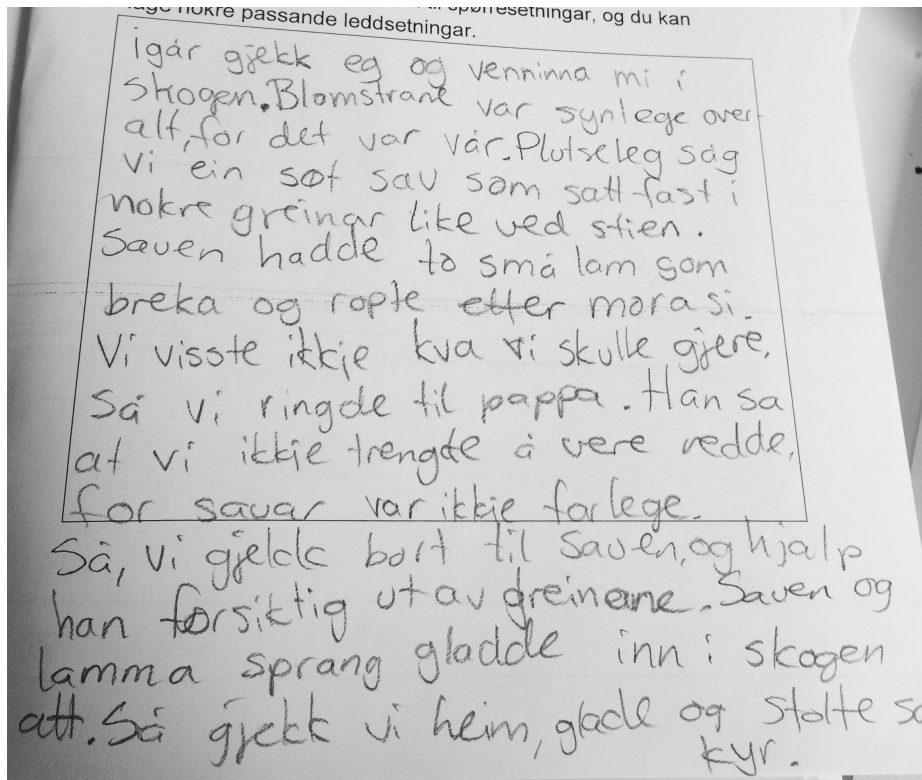 til spørresetningar, og du kan
lage nokre passande leddsetningar.
igår gjekk eg og venninna mi i
skogen. Blomstrane var synlege over-
alt, for det var vår. Plutseleg såg
vi ein søt sau som satt fast i
nokre greinar like ved stien.
Sauen hadde to små lam som
breka og ropte etter mora si.
Vi visste ikkje kva vi skulle gjere,
Så vi ringde til pappa. Han sa
at vi ikkje trengde å vere redde,
for sauar var ikkje farlege.
Så, vi gjekk bort til sauen, og hjalp
han forsiktig ut av greinene. Sauen og
lamma sprang gladde inn i skogen
att. Så gjekk vi heim, glade og stolte so
kyr.